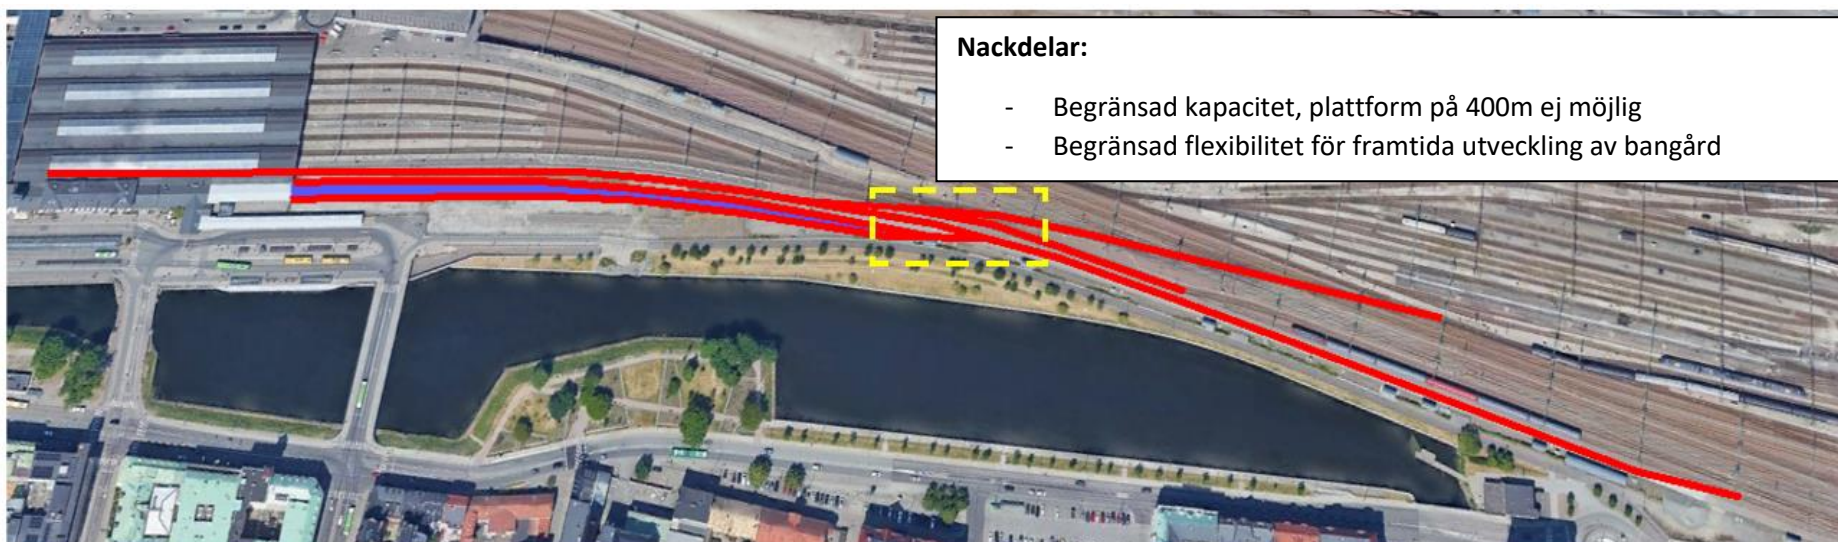 Nackdelar:
- Begränsad kapacitet, plattform på 400m ej möjlig
- Begränsad flexibilitet för framtida utveckling av bangård